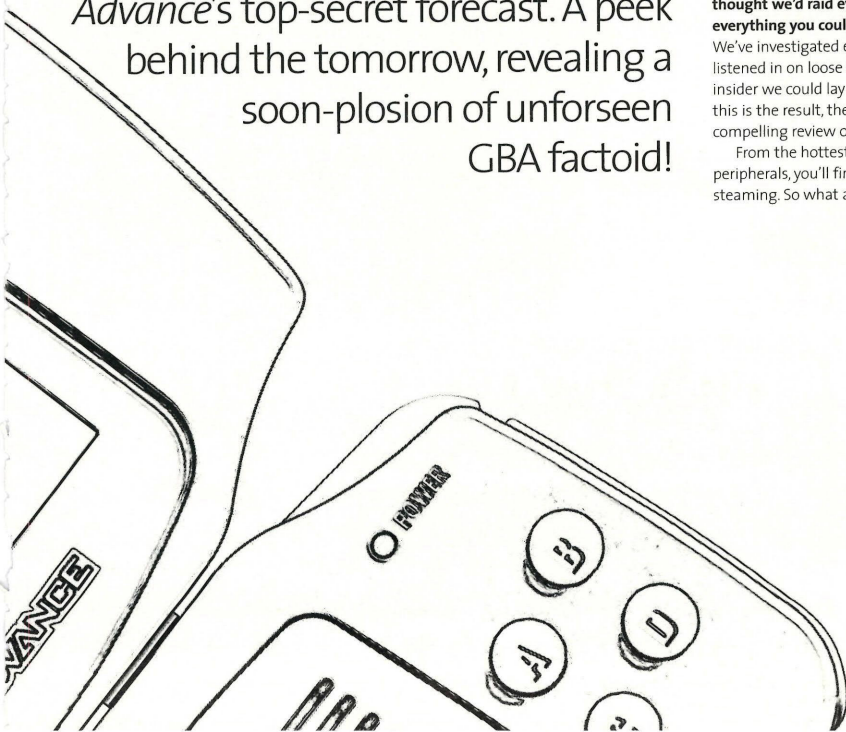 Advance's top-secret forecast. A peek
behind the tomorrow, revealing a
soon-plosion of unforseen
GBA factoid!
thought we'd raid
everything you coul
We've investigated
listened in on loose
insider we could lay
this is the result, the
compelling review
From the hottest
peripherals, you'll fin
steaming. So what a
POWER
B
D
A
VANCE